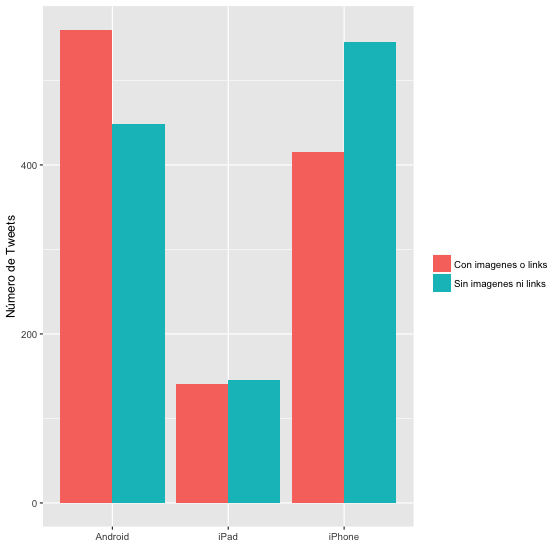 Número de Tweets
400
200
0
Android iPad iPhone
Con imagenes o links
Sin imagenes ni links